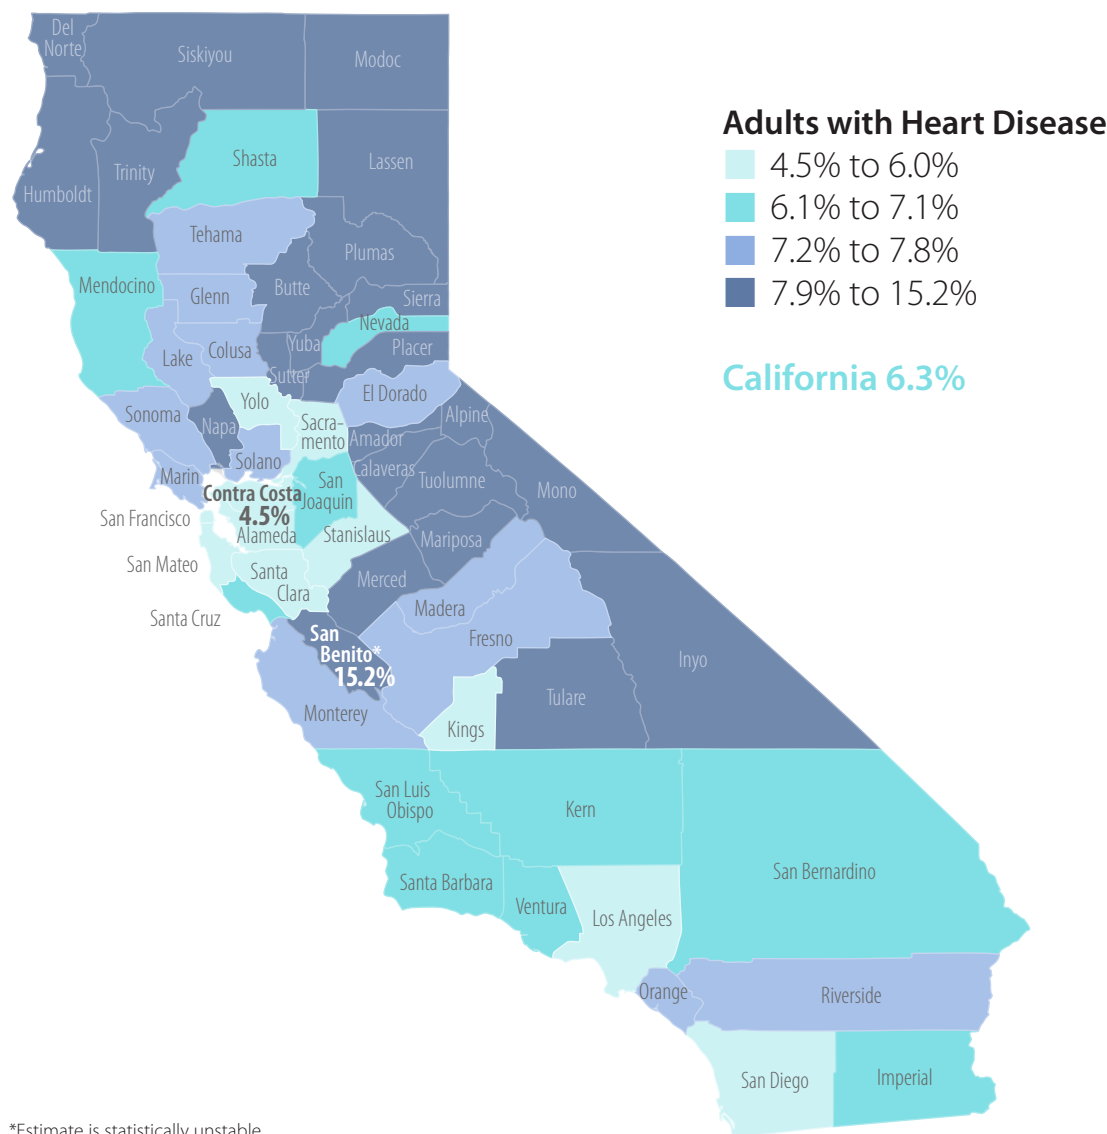 Del
Norte
Siskiyou
Modoc
Adults with Heart Disease
4.5% to 6.0%
6.1% to 7.1%
7.2% to 7.8%
7.9% to 15.2%
California 6.3%
Shasta
Lassen
Trinity
Humboldt
Tehama
Plumas
Mendocino
Butte
Glenn
Sierra
Nevada
Yuba
Placer
Colusa
Lake
Sutter
El Dorado
Yolo
Sonoma
Napa
Sacra-
mento
Alpine
Amador
Solano
Calaveras
Marin
Tuolumne
San
Joaquin
Mono
Contra Costa
4.5%
San Francisco
Alameda
Stanislaus
Mariposa
San Mateo
Santa
Clara
Merced
Santa Cruz
Madera
San
Benito*
15.2%
Fresno
Inyo
Tulare
Monterey
Kings
San Luis
Obispo
Kern
San Bernardino
Santa Barbara
Ventura
Los Angeles
Orange
Riverside
San Diego
Imperial
*Estimate is statistically unstable